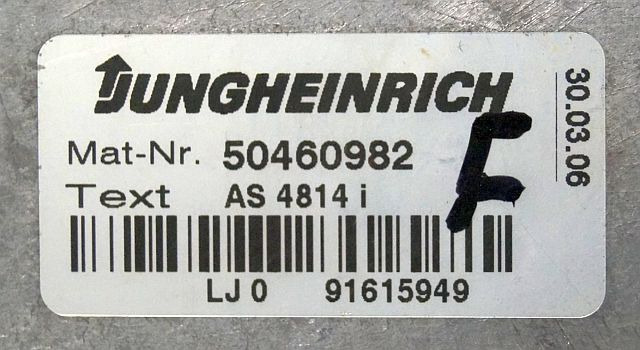 JUNGHEINRICH
30.03.06
Mat-Nr. 50460982
F
Text AS 4814 i
LJ 0 91615949